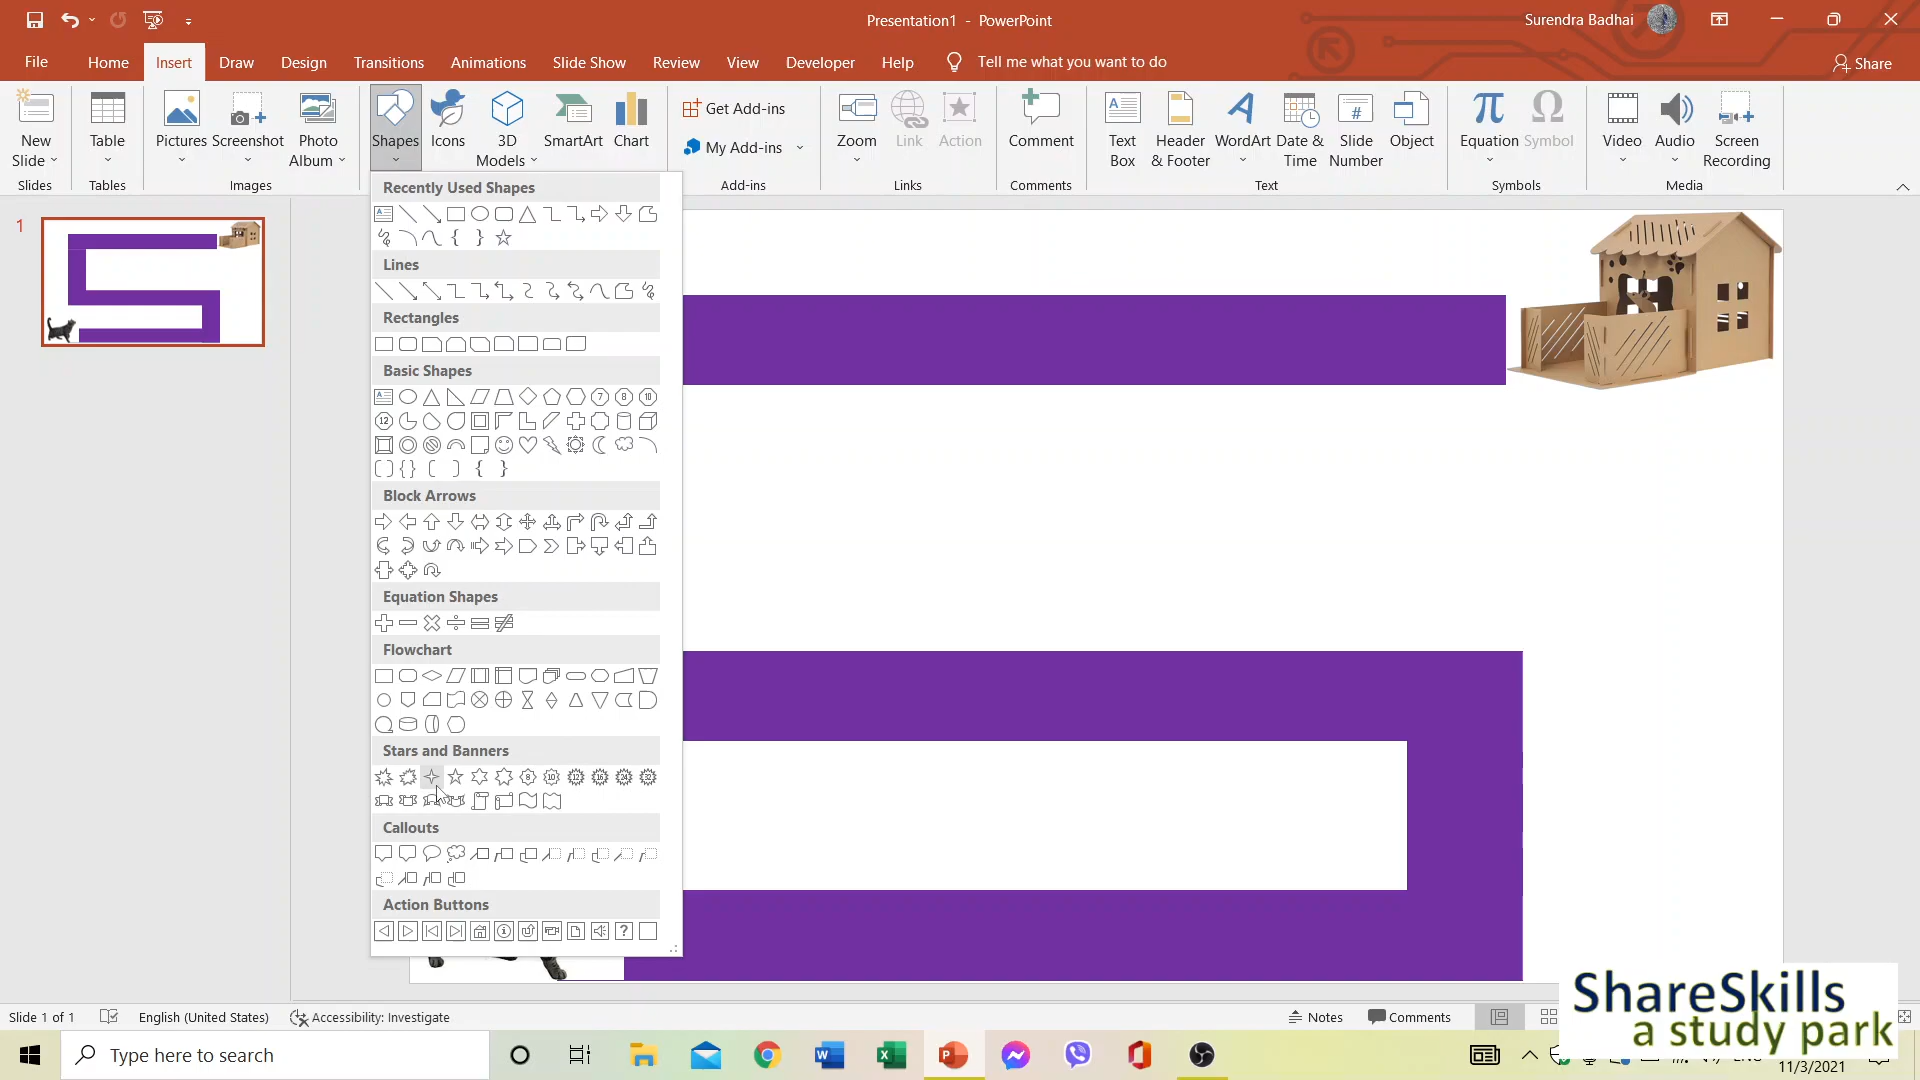 Presentation1 - PowerPoint
Surendra Badhai
File Home Insert Draw Design Transitions Animations Slide Show Review View Developer Help Tell me what you want to do Share
New Slide
Table
Pictures
Screenshot
Photo Album
Shapes
Icons
3D Models
SmartArt
Chart
Get Add-ins
My Add-ins
Zoom
Link
Action
Comment
Text Box
Header & Footer
WordArt
Date & Time
Slide Number
Object
Equation
Symbol
Video
Audio
Screen Recording
Slides Tables Images Add-ins Links Comments Text Symbols Media
Recently Used Shapes
Lines
Rectangles
Basic Shapes
Block Arrows
Equation Shapes
Flowchart
Stars and Banners
Callouts
Action Buttons
1
ShareSkills
a study park
Slide 1 of 1 English (United States) Accessibility: Investigate Notes Comments
Type here to search
11/3/2021